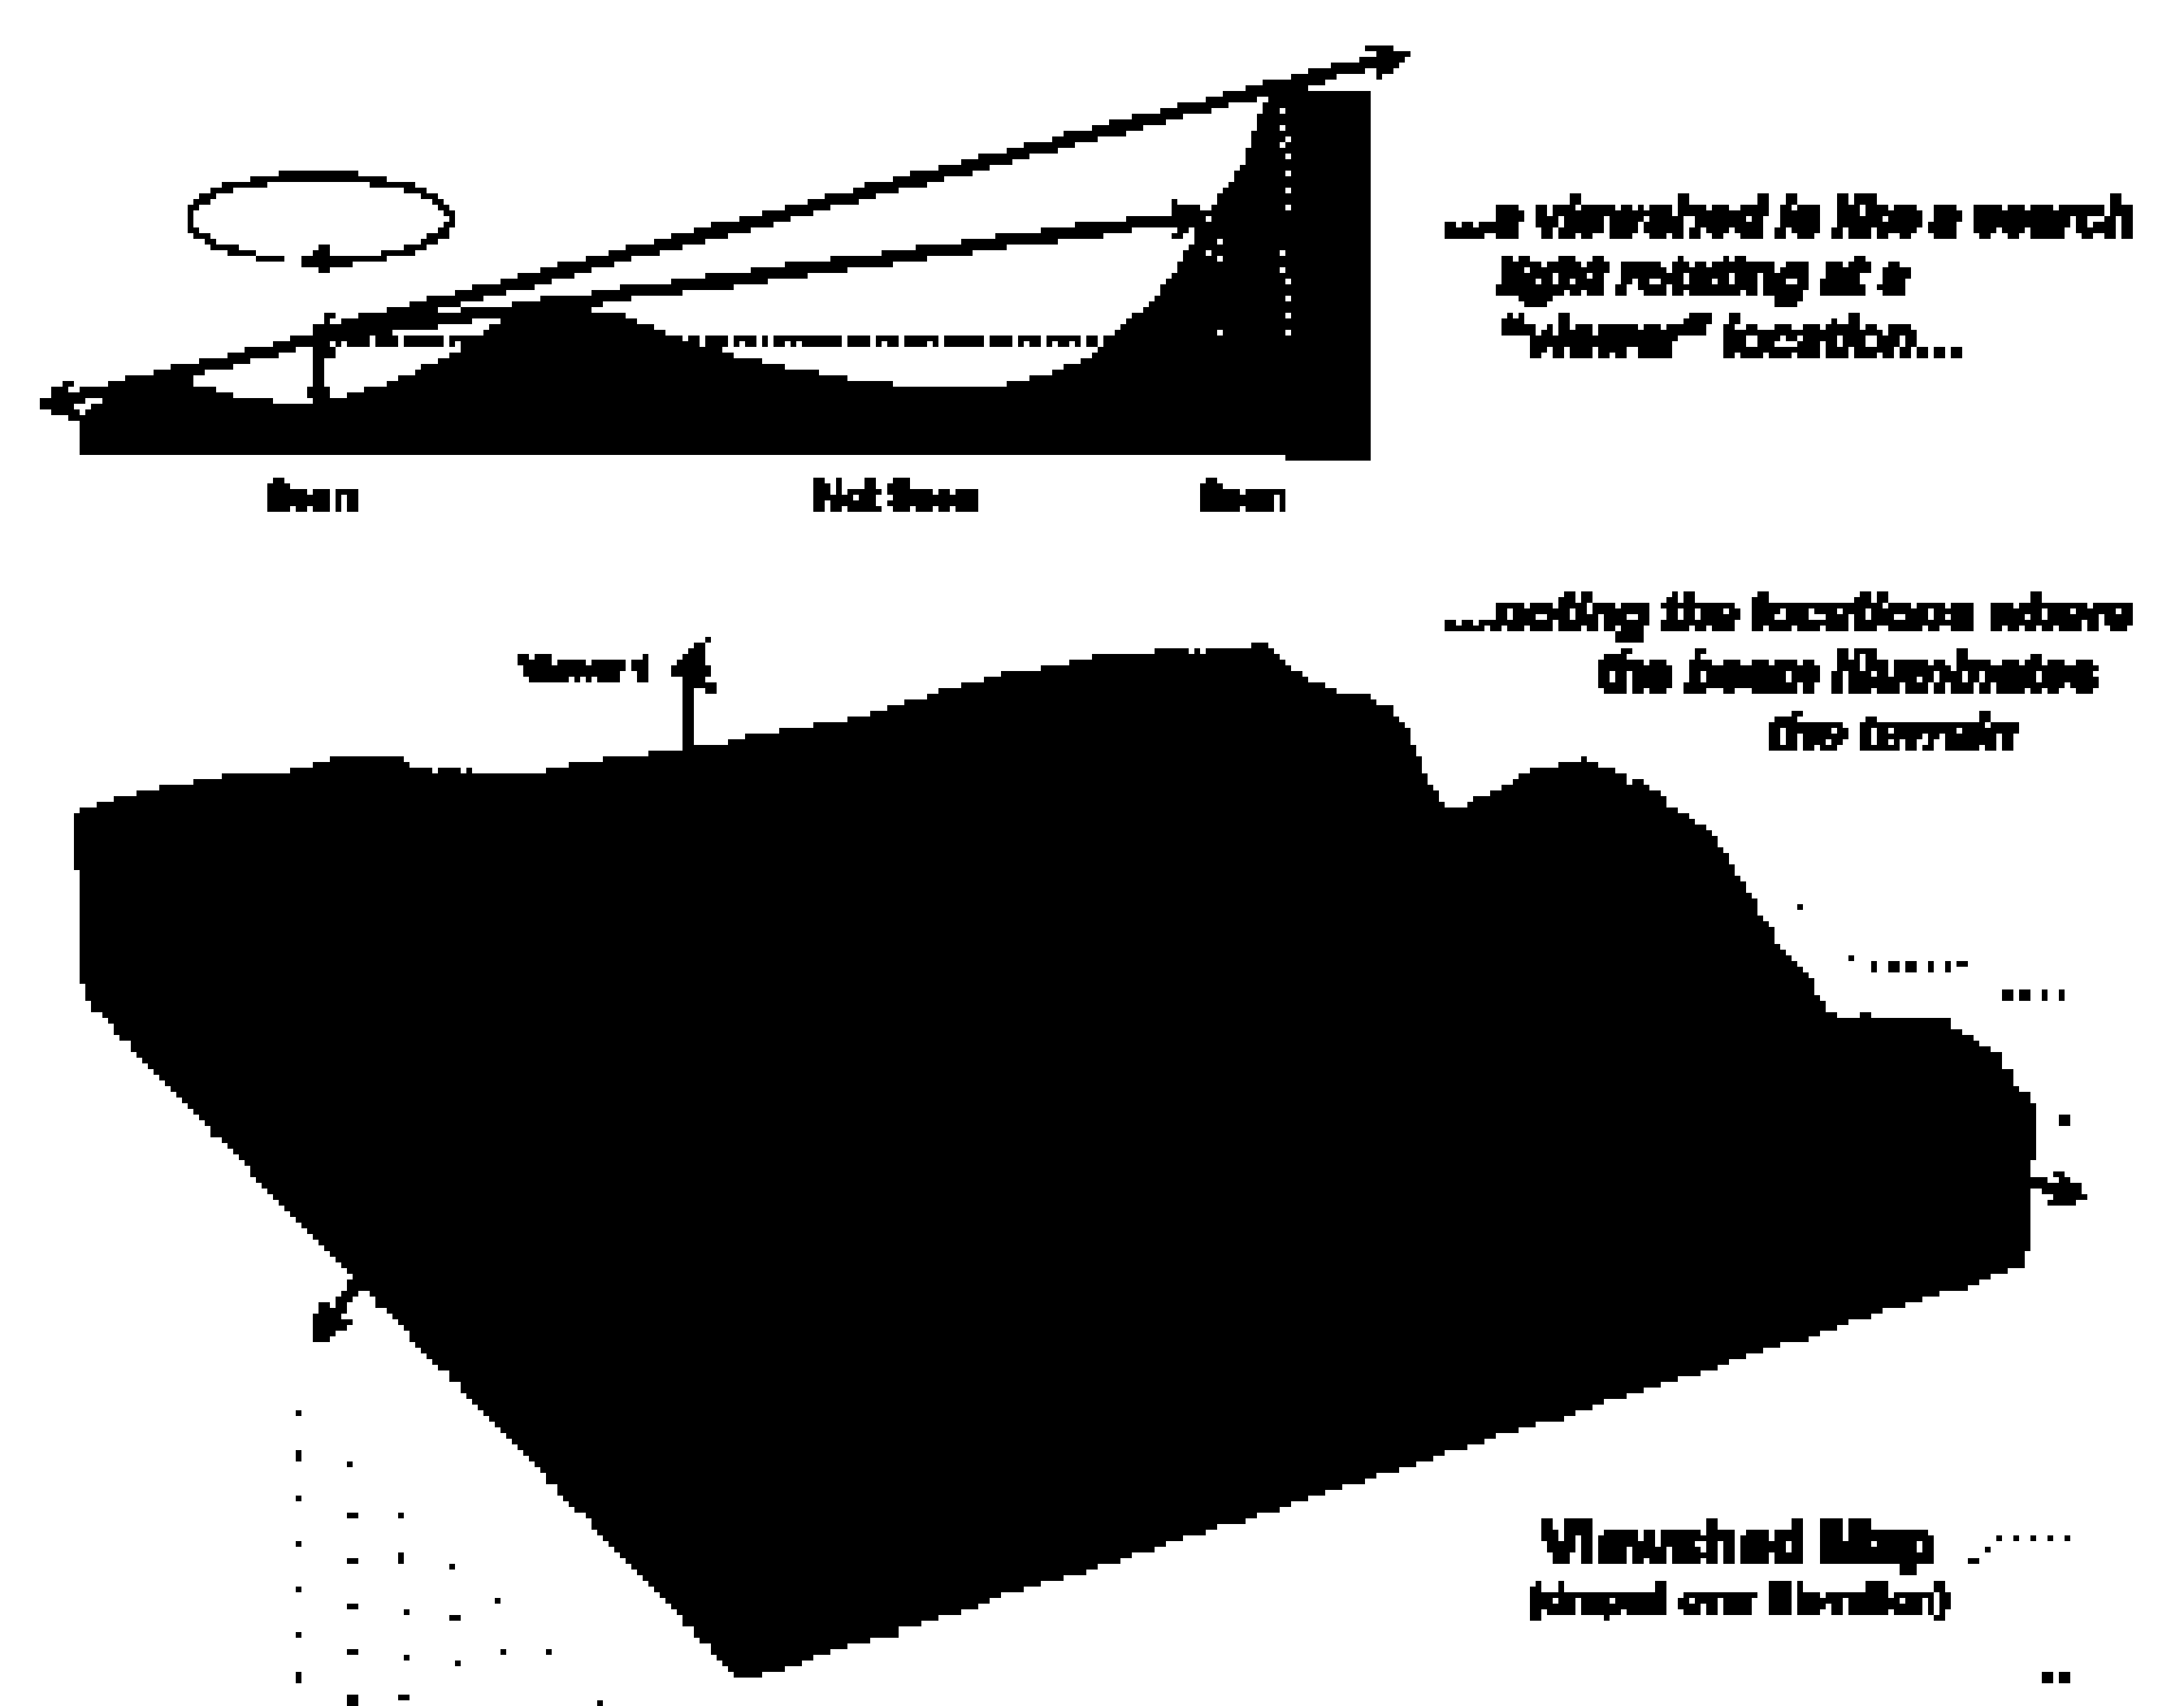 ...a viewshed is like a search
light rotating at a
"viewer" location...
Seen
Not Seen
Seen
...noting the locations where
the beam illuminates
the terrain
Viewer
Viewshed Map
(draped over Elevation)